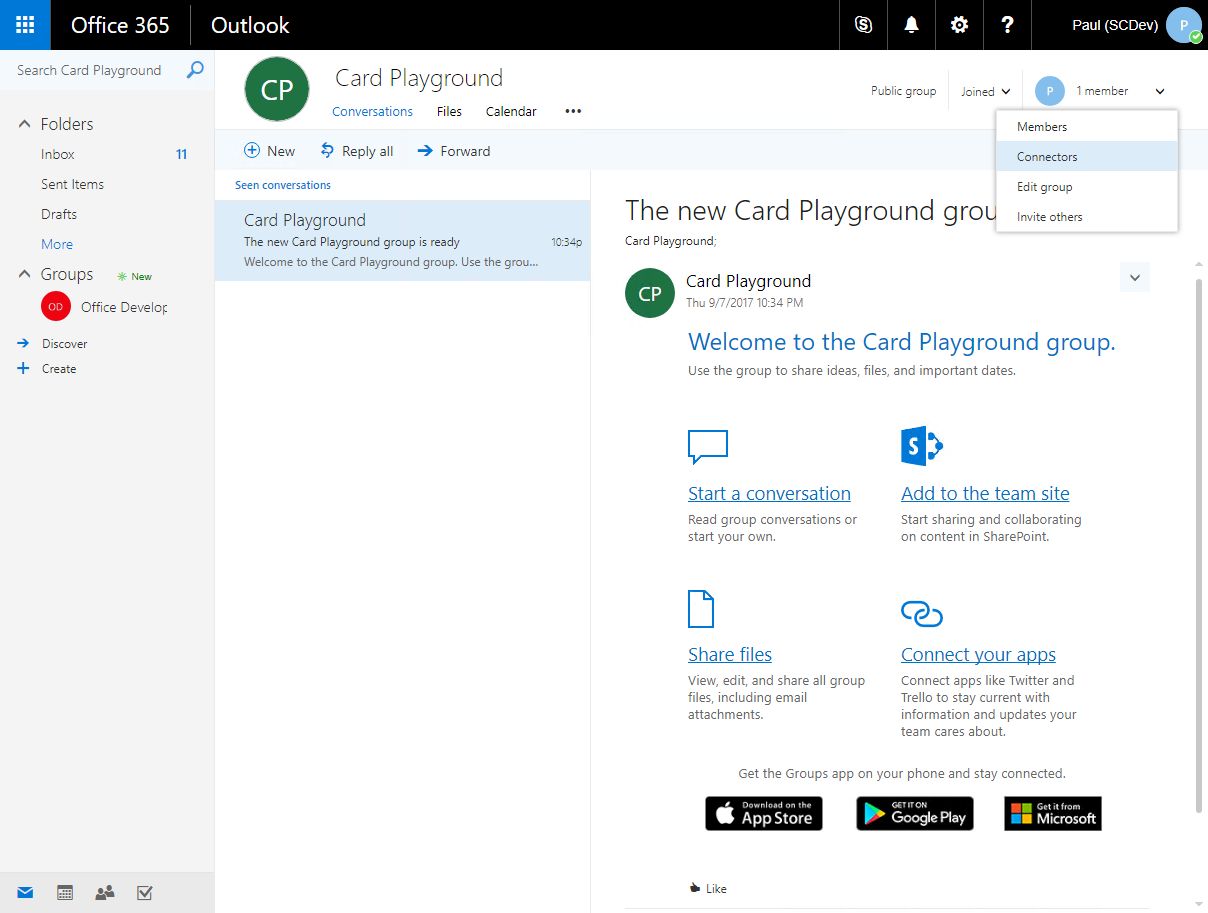 Office 365
Outlook
Paul (SCDev)
P
Search Card Playground
CP
Card Playground
Conversations
Files
Calendar
Public group
Joined
P
1 member
Folders
Inbox
11
Sent Items
Drafts
More
Groups
New
OD
Office Develop
Discover
Create
New
Reply all
Forward
Members
Connectors
Edit group
Invite others
Seen conversations
Card Playground
The new Card Playground group is ready
10:34p
Welcome to the Card Playground group. Use the grou...
The new Card Playground grou
Card Playground;
CP
Card Playground
Thu 9/7/2017 10:34 PM
Welcome to the Card Playground group.
Use the group to share ideas, files, and important dates.
Start a conversation
Read group conversations or
start your own.
S
Add to the team site
Start sharing and collaborating
on content in SharePoint.
Share files
View, edit, and share all group
files, including email
attachments.
Connect your apps
Connect apps like Twitter and
Trello to stay current with
information and updates your
team cares about.
Get the Groups app on your phone and stay connected.
Download on the
App Store
GET IT ON
Google Play
Get it from
Microsoft
Like